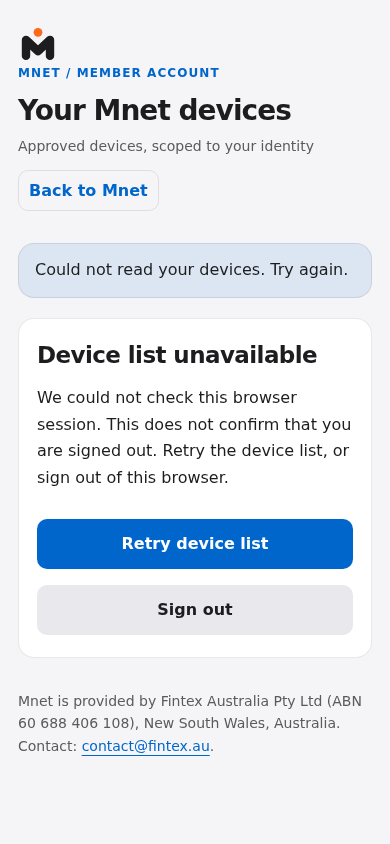 MNET / MEMBER ACCOUNT
Your Mnet devices
Approved devices, scoped to your identity
Back to Mnet
Could not read your devices. Try again.
Device list unavailable
We could not check this browser
session. This does not confirm that you
are signed out. Retry the device list, or
sign out of this browser.
Retry device list
Sign out
Mnet is provided by Fintex Australia Pty Ltd (ABN
60 688 406 108), New South Wales, Australia.
Contact: contact@fintex.au.